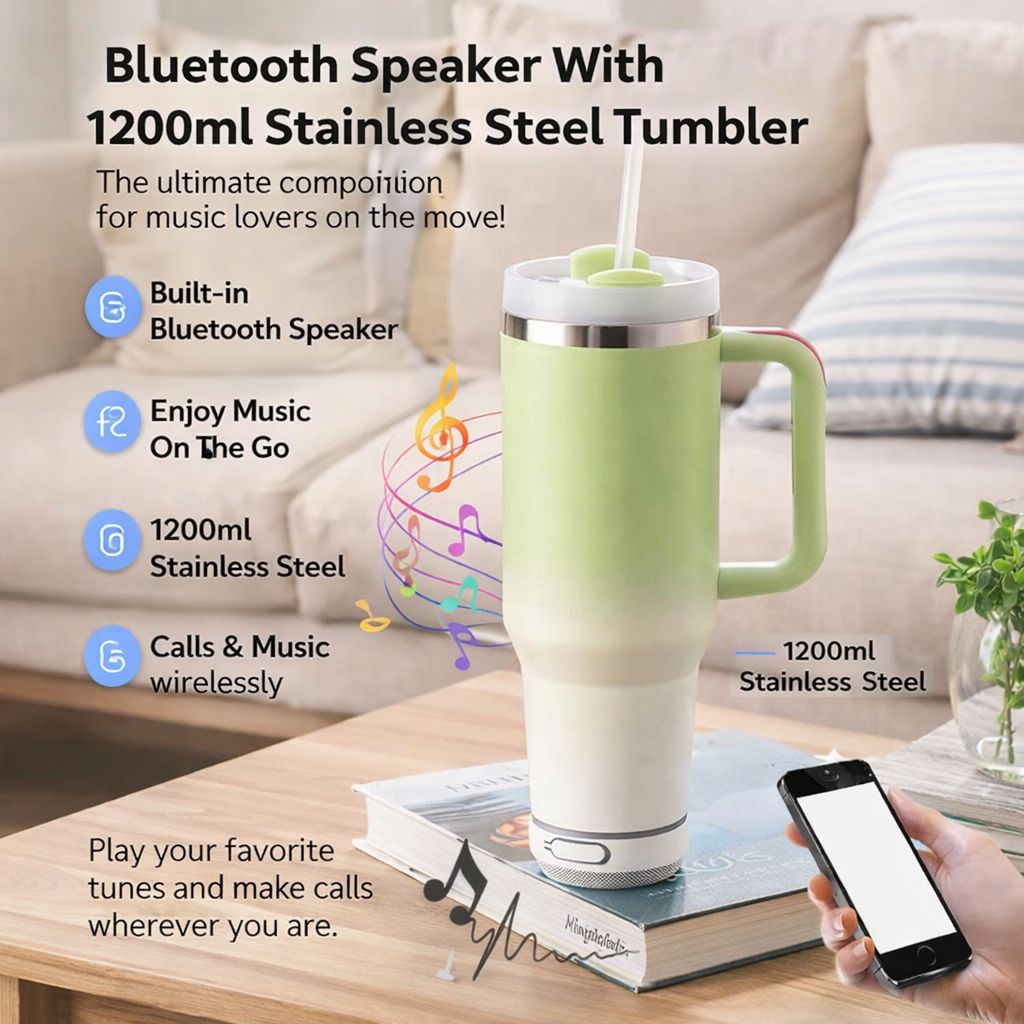 Bluetooth Speaker With
1200ml Stainless Steel Tumbler
The ultimate
for music lovers on the move!
Built-in
Bluetooth Speaker
Enjoy Music
On The Go
1200ml
Stainless Steel
Calls & Music
wirelessly
1200ml
Stainless Steel
Play your favorite
tunes and make calls
wherever you are.